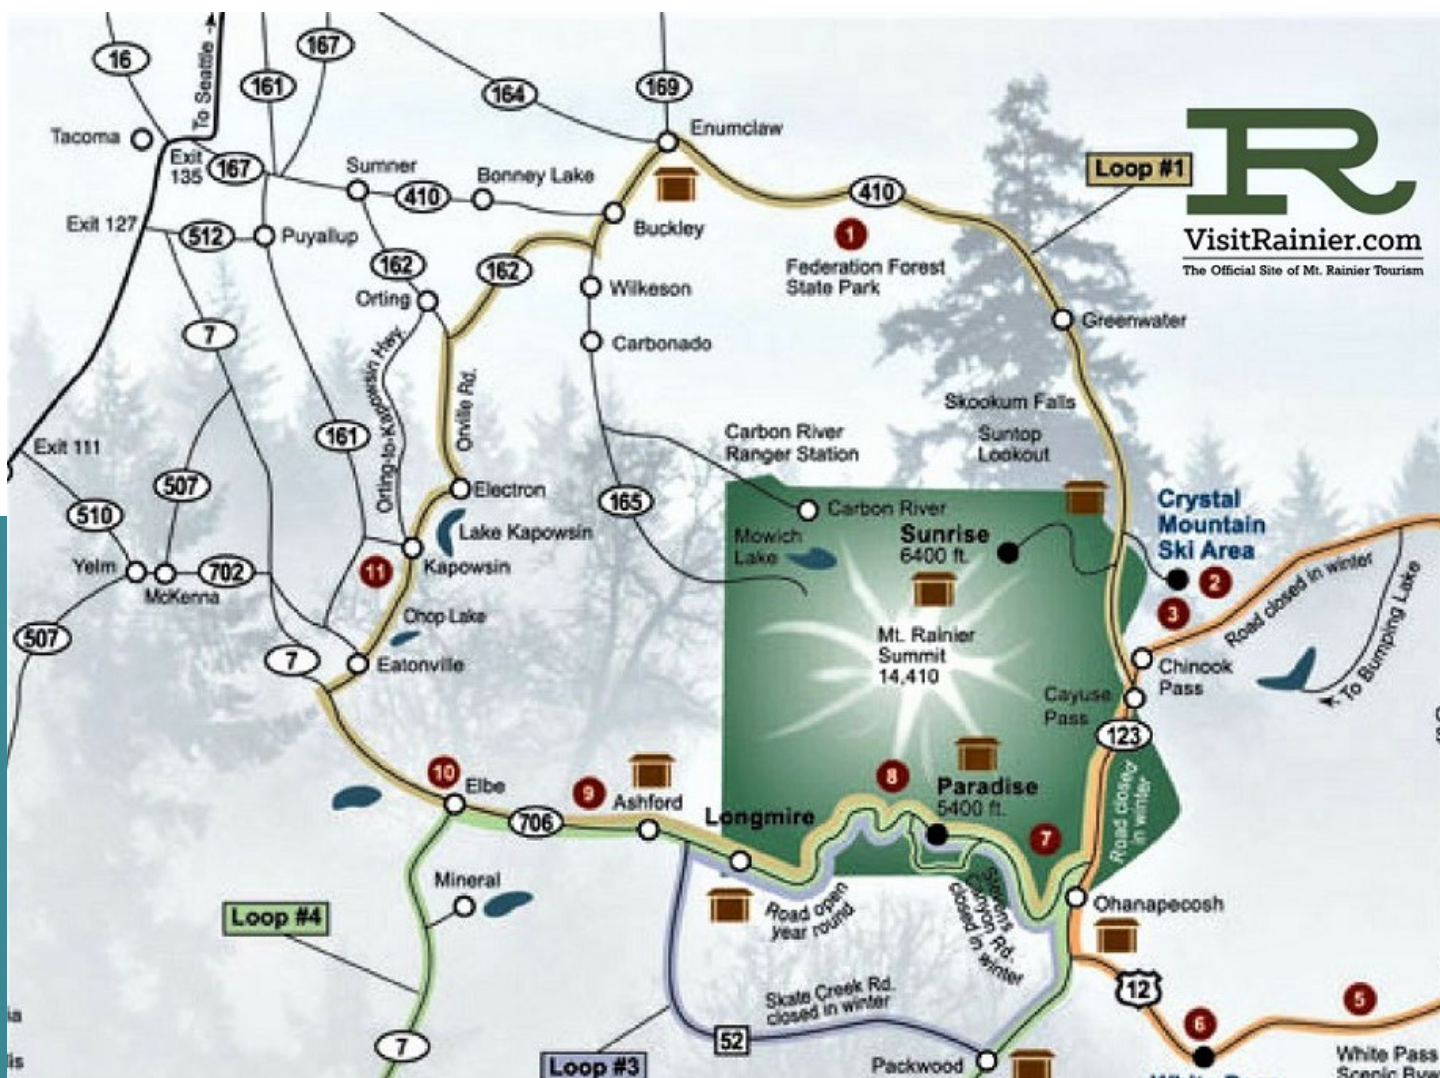 16
To Seattle
161
167
164
169
Tacoma
Exit
135
167
Enumclaw
Sumner
410
Bonney Lake
Buckley
410
Loop #1
R
VisitRainier.com
The Official Site of Mt. Rainier Tourism
Exit 127
512
Puyallup
1
Federation Forest
State Park
162
162
Orting
Wilkeson
7
Greenwater
Carbonado
Orting-to-Kapowsin Hwy
Orville Rd.
Skookum Falls
Exit 111
161
Carbon River
Ranger Station
Suntop
Lookout
507
Electron
165
Carbon River
510
Lake Kapowsin
Mowich
Lake
Sunrise
6400 ft.
Crystal
Mountain
Ski Area
2
3
Road closed in winter
To Bumping Lake
Yelm
702
McKenna
11
Kapowsin
507
Ohop Lake
7
Eatonville
Mt. Rainier
Summit
14,410
Chinook
Pass
Cayuse
Pass
123
Road closed
in winter
10
Elbe
9
Ashford
706
Longmire
8
Paradise
5400 ft.
7
Mineral
Loop #4
Road open
year round
Stevens
Canyon Rd.
closed in winter
Ohanapecosh
12
Skate Creek Rd.
closed in winter
5
6
7
52
Loop #3
Packwood
White Pass